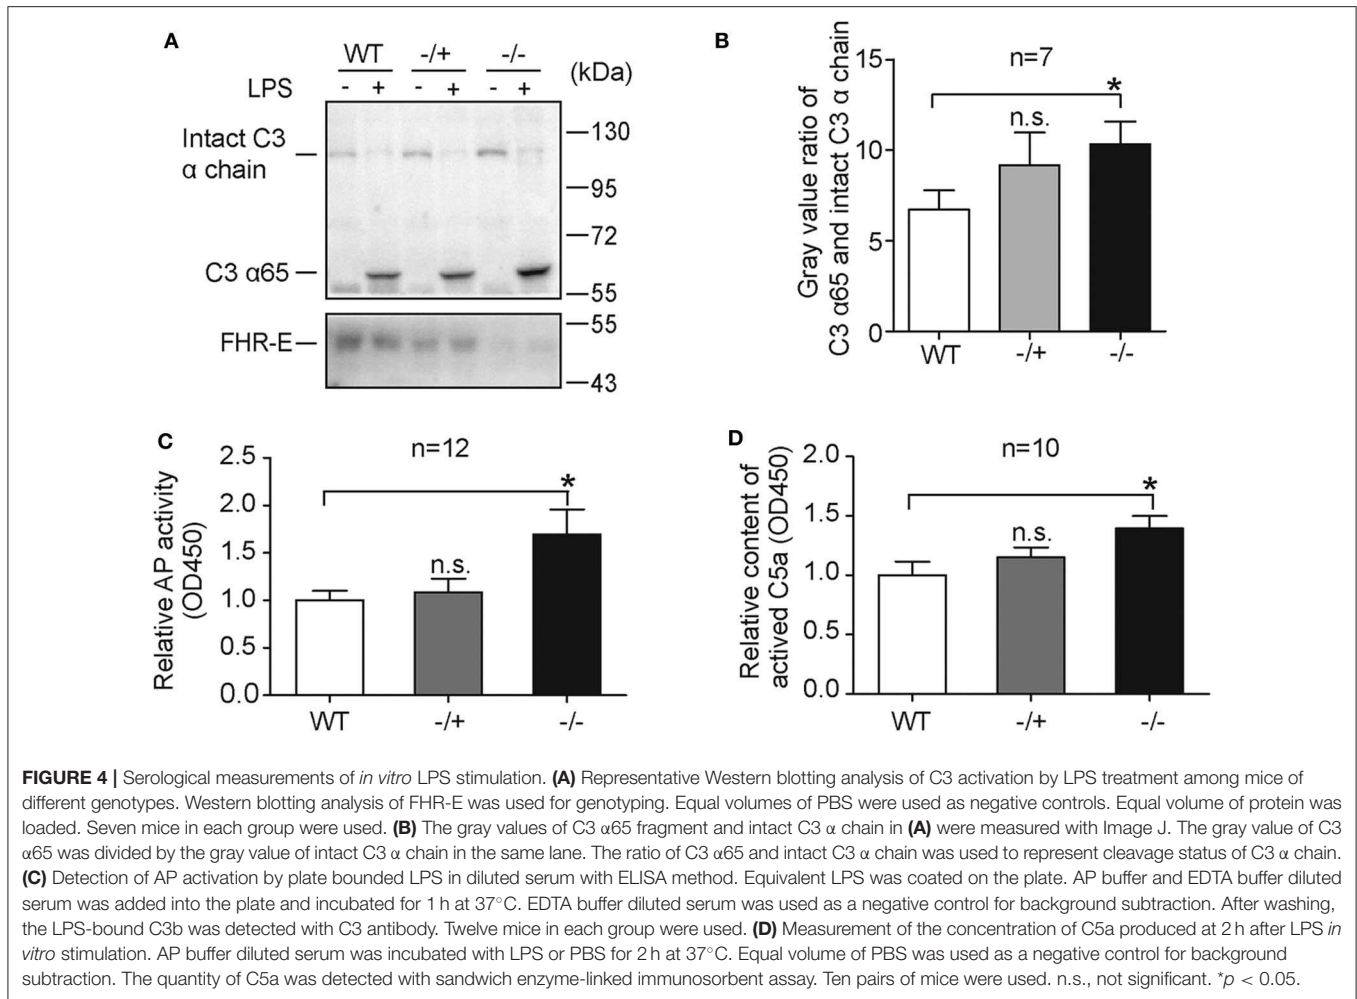 A
WT -/+ -/-
LPS - + - + - + (kDa)
Intact C3
α chain
130
95
72
C3 α65
55
55
FHR-E
43
B
n=7
Gray value ratio of
C3 α65 and intact C3 α chain
15
10
5
0
n.s.
*
WT -/+ -/-
C
n=12
Relative AP activity
(OD450)
2.5
2.0
1.5
1.0
0.5
0.0
n.s.
*
WT -/+ -/-
D
n=10
Relative content of
actived C5a (OD450)
2.0
1.5
1.0
0.5
0.0
n.s.
*
WT -/+ -/-
FIGURE 4 | Serological measurements of in vitro LPS stimulation. (A) Representative Western blotting analysis of C3 activation by LPS treatment among mice of
different genotypes. Western blotting analysis of FHR-E was used for genotyping. Equal volumes of PBS were used as negative controls. Equal volume of protein was
loaded. Seven mice in each group were used. (B) The gray values of C3 α65 fragment and intact C3 α chain in (A) were measured with Image J. The gray value of C3
α65 was divided by the gray value of intact C3 α chain in the same lane. The ratio of C3 α65 and intact C3 α chain was used to represent cleavage status of C3 α chain.
(C) Detection of AP activation by plate bounded LPS in diluted serum with ELISA method. Equivalent LPS was coated on the plate. AP buffer and EDTA buffer diluted
serum was added into the plate and incubated for 1 h at 37°C. EDTA buffer diluted serum was used as a negative control for background subtraction. After washing,
the LPS-bound C3b was detected with C3 antibody. Twelve mice in each group were used. (D) Measurement of the concentration of C5a produced at 2 h after LPS in
vitro stimulation. AP buffer diluted serum was incubated with LPS or PBS for 2 h at 37°C. Equal volume of PBS was used as a negative control for background
subtraction. The quantity of C5a was detected with sandwich enzyme-linked immunosorbent assay. Ten pairs of mice were used. n.s., not significant. *p < 0.05.